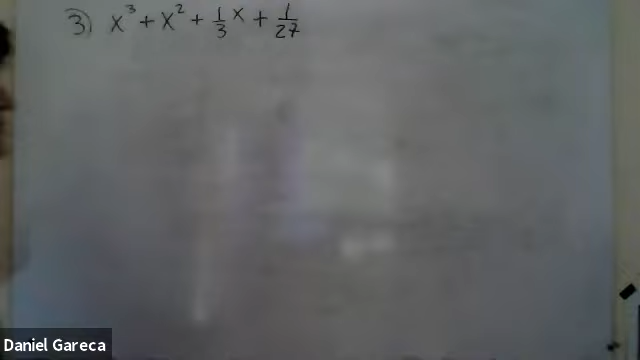 3) x³ + x² + 1/3 x + 1/27
Daniel Gareca